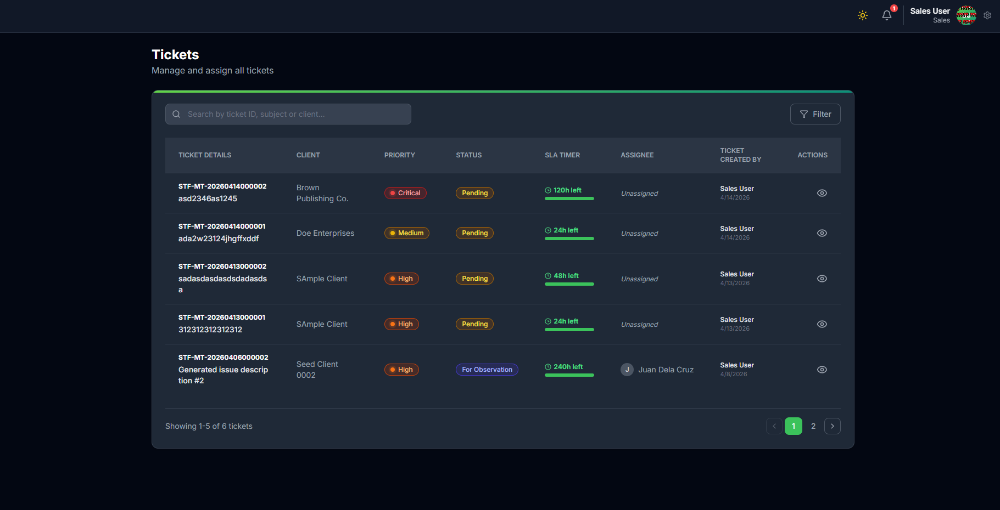 1
Sales User
Sales
Tickets
Manage and assign all tickets
Search by ticket ID, subject or client...
Filter
TICKET DETAILS CLIENT PRIORITY STATUS SLA TIMER ASSIGNEE TICKET CREATED BY ACTIONS
STF-MT-20260414000002
asd2346as1245
Brown
Publishing Co.
Critical
Pending
120h left
Unassigned
Sales User
4/14/2026
STF-MT-20260414000001
ada2w23124jhgffxddf
Doe Enterprises
Medium
Pending
24h left
Unassigned
Sales User
4/14/2026
STF-MT-20260413000002
sadasdasdasdsdadasds
a
SAmple Client
High
Pending
48h left
Unassigned
Sales User
4/13/2026
STF-MT-20260413000001
312312312312312
SAmple Client
High
Pending
24h left
Unassigned
Sales User
4/13/2026
STF-MT-20260406000002
Generated issue descrip
tion #2
Seed Client
0002
High
For Observation
240h left
J
Juan Dela Cruz
Sales User
4/8/2026
Showing 1-5 of 6 tickets
1 2